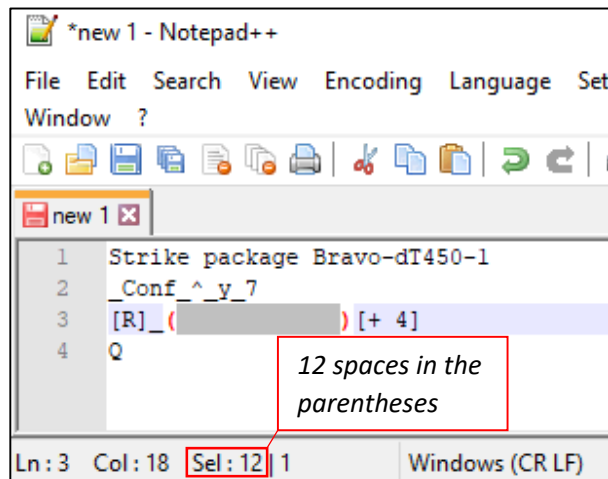 *new 1 - Notepad++
File Edit Search View Encoding Language Set
Window ?
new 1
1 Strike package Bravo-dT450-1
2 _Conf_^_y_7
3 [R]_(            )[+ 4]
4 Q
12 spaces in the
parentheses
Ln : 3 Col : 18 Sel : 12 | 1 Windows (CR LF)